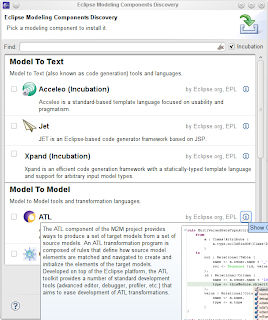 Eclipse Modeling Components Discovery
Eclipse Modeling Components Discovery
Pick a modeling component to install it.
Find:
Incubation
Model To Text
Model to Text (also known as code generation) tools and languages.
Acceleo (Incubation) by Eclipse.org, EPL
Acceleo is a standard-based template language focused on usability and
pragmatism.
Jet by Eclipse.org, EPL
JET is an Eclipse-based code generator framework based on JSP
Xpand (Incubation) by Eclipse.org, EPL
Xpand is an efficient code generation framework with a statically-typed template language
and support for arbitrary input model types.
Model To Model
Model to Model tools and transformation languages.
ATL by Eclipse.org, EPL
The ATL component of the M2M project provides
ways to produce a set of target models from a set of
source models. An ATL transformation program is
composed of rules that define how source model
elements are matched and navigated to create and
initialize the elements of the target models.
Developed on top of the Eclipse platform, the ATL
toolkit provides a number of standard development
tools (advanced editor, debugger, profiler, etc.) that
aims to ease development of ATL transformations.
Show